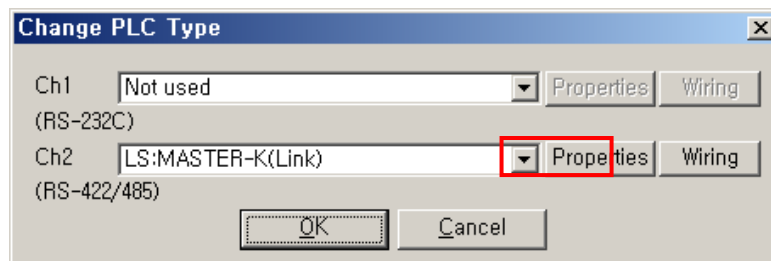 Change PLC Type
Ch1 Not used Properties Wiring
(RS-232C)
Ch2 LS:MASTER-K(Link) Properties Wiring
(RS-422/485)
OK Cancel